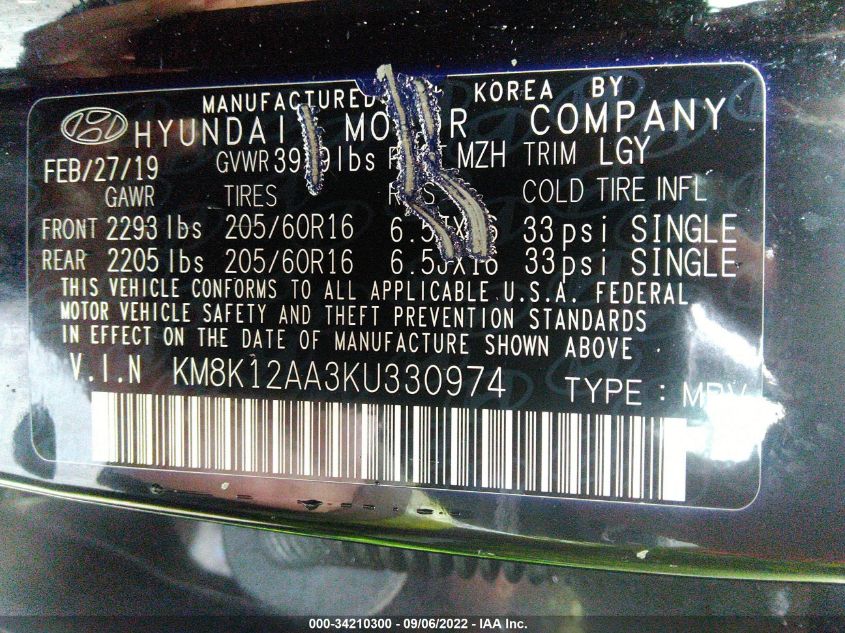 MANUFACTURED KOREA BY
HYUNDAI COMPANY
FEB/27/19 GVWR lbs MZH TRIM LGY
GAWR TIRES COLD TIRE INFL
FRONT 2293 lbs 205/60R16 33psi SINGLE
REAR 2205 lbs 205/60R16 6.5JX16 33psi SINGLE
THIS VEHICLE CONFORMS TO ALL APPLICABLE U.S.A. FEDERAL
MOTOR VEHICLE SAFETY AND THEFT PREVENTION STANDARDS
IN EFFECT ON THE DATE OF MANUFACTURE SHOWN ABOVE
V.I.N KM8K12AA3KU330974 TYPE : MPV
000-34210300 - 09/06/2022 - IAA Inc.